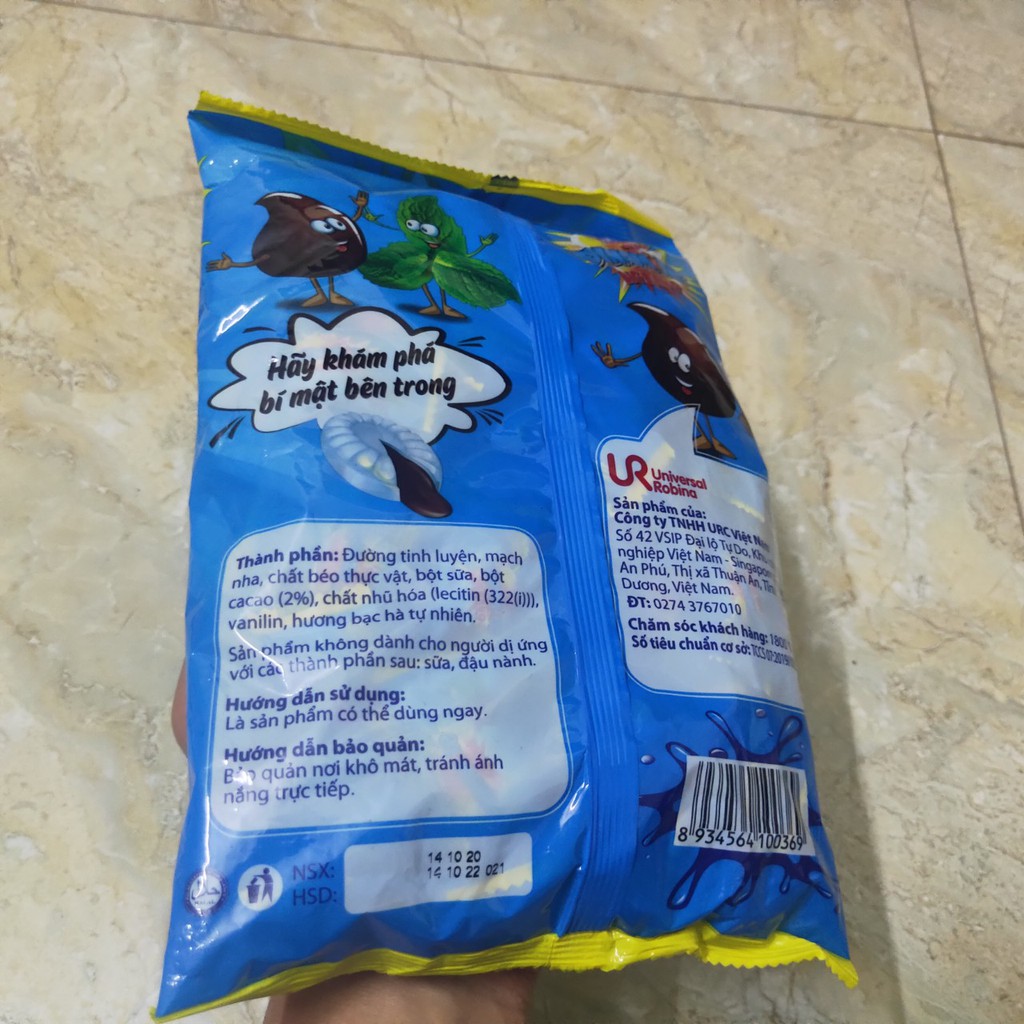 Hãy khám phá
bí mật bên trong
Thành phần: Đường tinh luyện, mạch
nha, chất béo thực vật, bột sữa, bột
cacao (2%), chất nhũ hóa (lecitin (322(i))),
vanilin, hương bạc hà tự nhiên.
Sản phẩm không dành cho người dị ứng
với các thành phần sau: sữa, đậu nành.
Hướng dẫn sử dụng:
Là sản phẩm có thể dùng ngay.
Hướng dẫn bảo quản:
Bảo quản nơi khô mát, tránh ánh
nắng trực tiếp.
NSX: 14 10 20
HSD: 14 10 22 021
UR Universal
Robina
Sản phẩm của:
Công ty TNHH URC Việt Nam
Số 42 VSIP Đại lộ Tự Do,
nghiệp Việt Nam - Singapore
An Phú, Thị xã Thuận An, Tỉnh
Dương, Việt Nam.
ĐT: 0274 3767010
Chăm sóc khách hàng: 1800
Số tiêu chuẩn cơ sở:
8 934564 100369